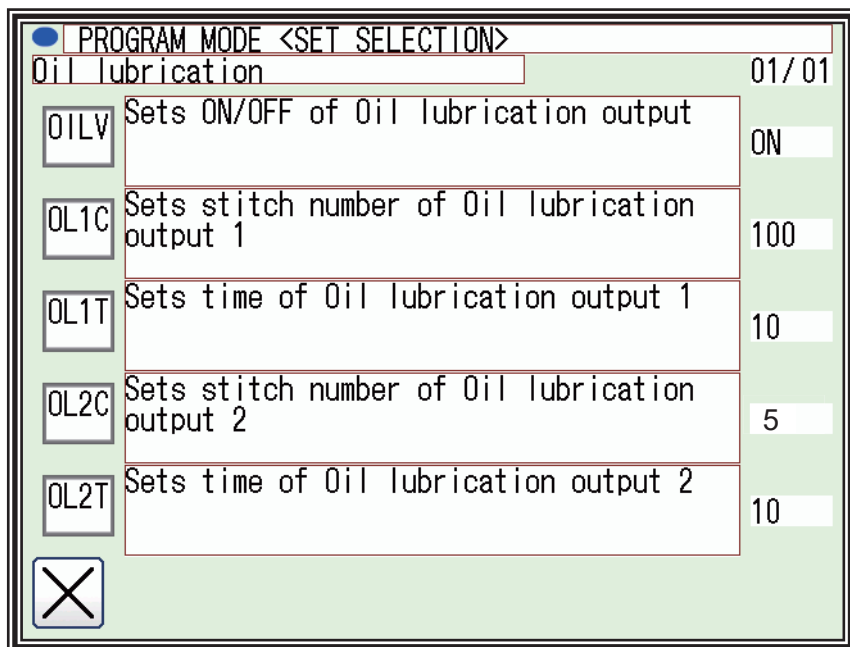 PROGRAM MODE <SET SELECTION>
Oil lubrication 01/01
OILV Sets ON/OFF of Oil lubrication output ON
OL1C Sets stitch number of Oil lubrication
output 1 100
OL1T Sets time of Oil lubrication output 1 10
OL2C Sets stitch number of Oil lubrication
output 2 5
OL2T Sets time of Oil lubrication output 2 10